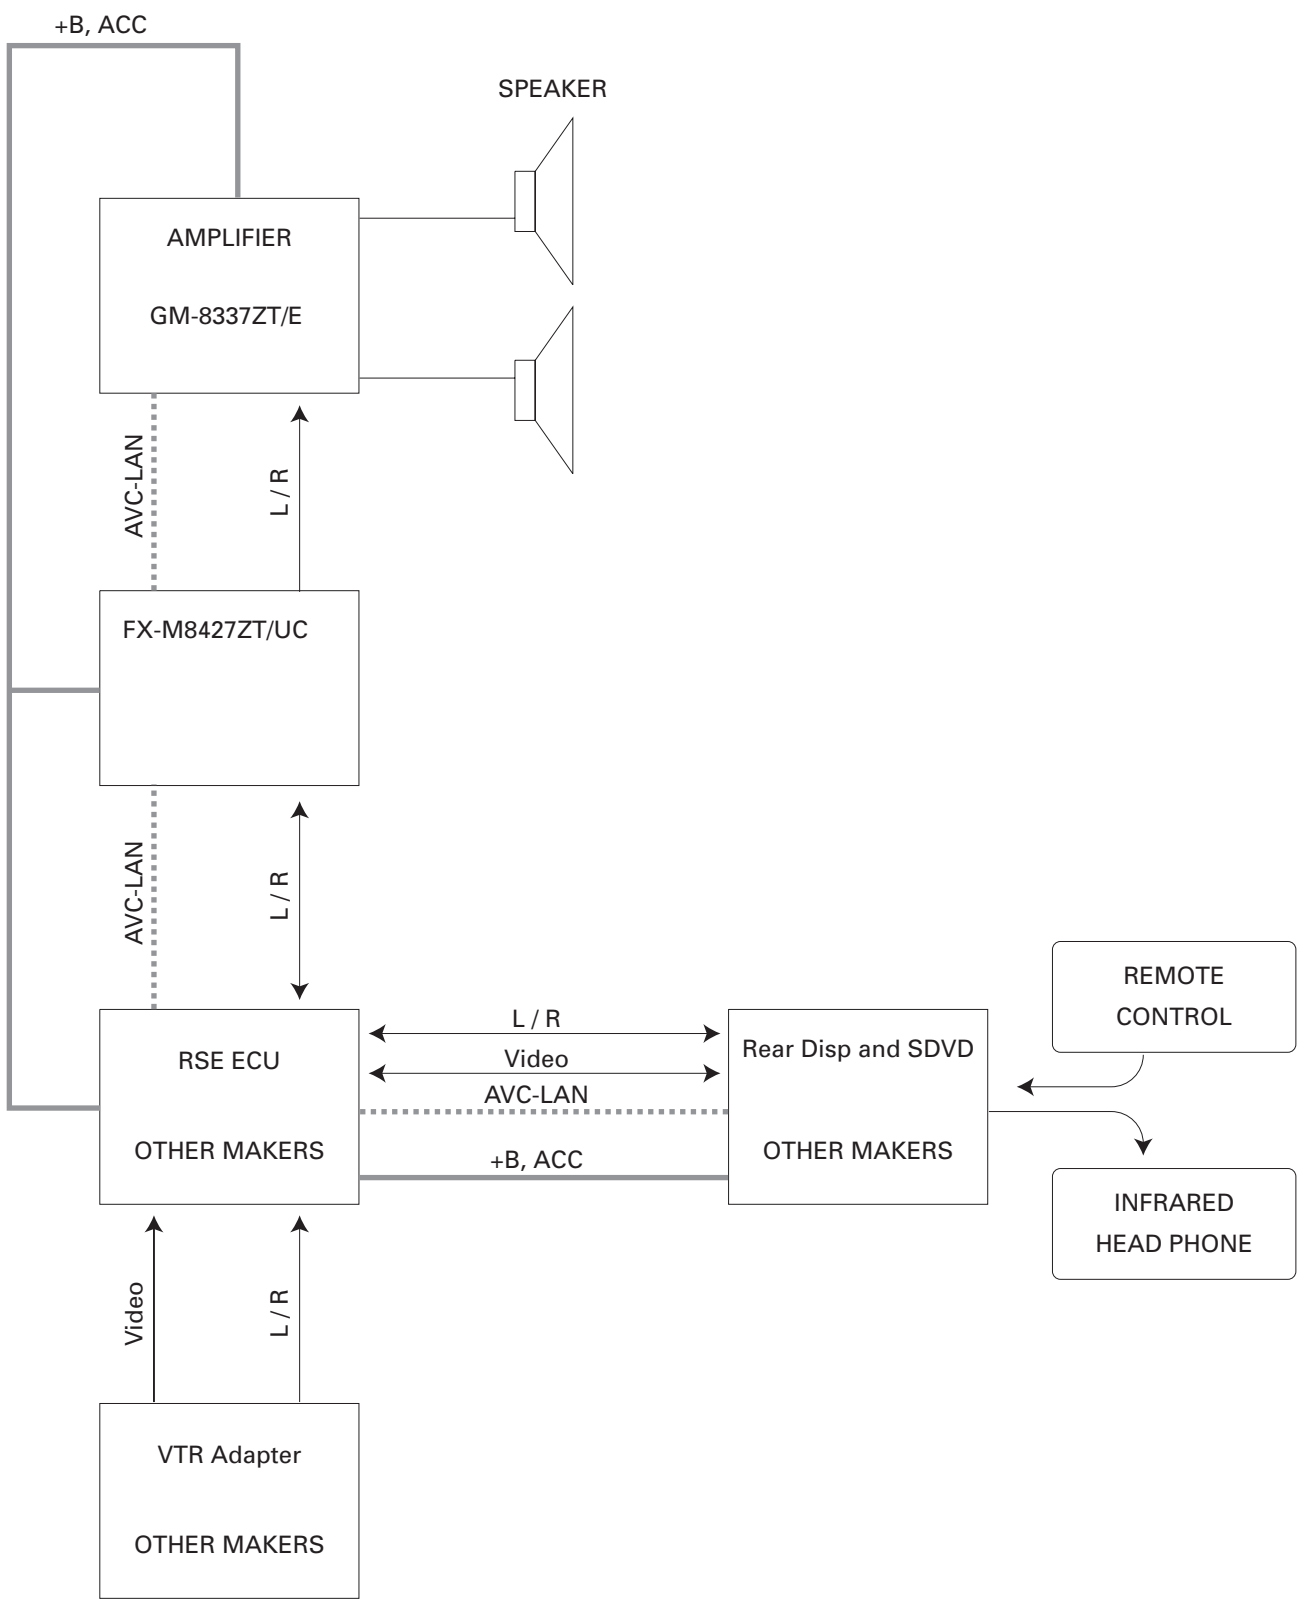 +B, ACC
SPEAKER
AMPLIFIER
GM-8337ZT/E
AVC-LAN
L / R
FX-M8427ZT/UC
AVC-LAN
L / R
RSE ECU
OTHER MAKERS
L / R
Video
AVC-LAN
+B, ACC
Rear Disp and SDVD
OTHER MAKERS
REMOTE
CONTROL
INFRARED
HEAD PHONE
Video
L / R
VTR Adapter
OTHER MAKERS